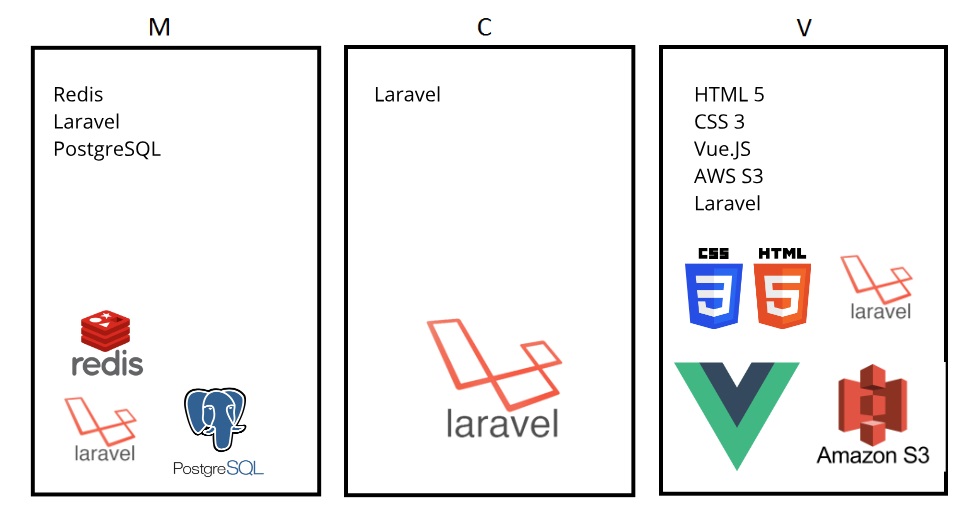 M
Redis
Laravel
PostgreSQL
redis
laravel
PostgreSQL
C
Laravel
laravel
V
HTML 5
CSS 3
Vue.JS
AWS S3
Laravel
CSS HTML
3 5
laravel
Amazon S3